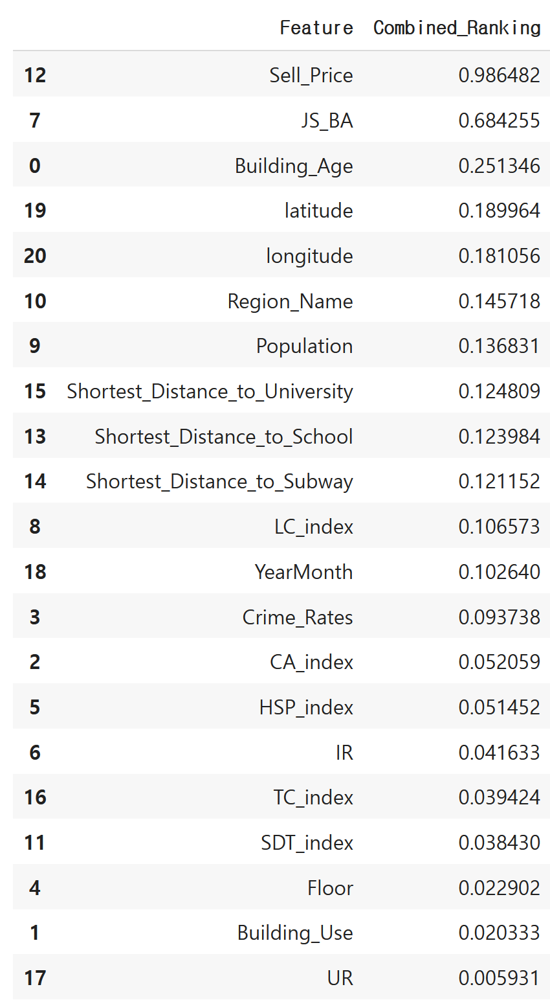 Feature Combined_Ranking
12 Sell_Price 0.986482
7 JS_BA 0.684255
0 Building_Age 0.251346
19 latitude 0.189964
20 longitude 0.181056
10 Region_Name 0.145718
9 Population 0.136831
15 Shortest_Distance_to_University 0.124809
13 Shortest_Distance_to_School 0.123984
14 Shortest_Distance_to_Subway 0.121152
8 LC_index 0.106573
18 YearMonth 0.102640
3 Crime_Rates 0.093738
2 CA_index 0.052059
5 HSP_index 0.051452
6 IR 0.041633
16 TC_index 0.039424
11 SDT_index 0.038430
4 Floor 0.022902
1 Building_Use 0.020333
17 UR 0.005931